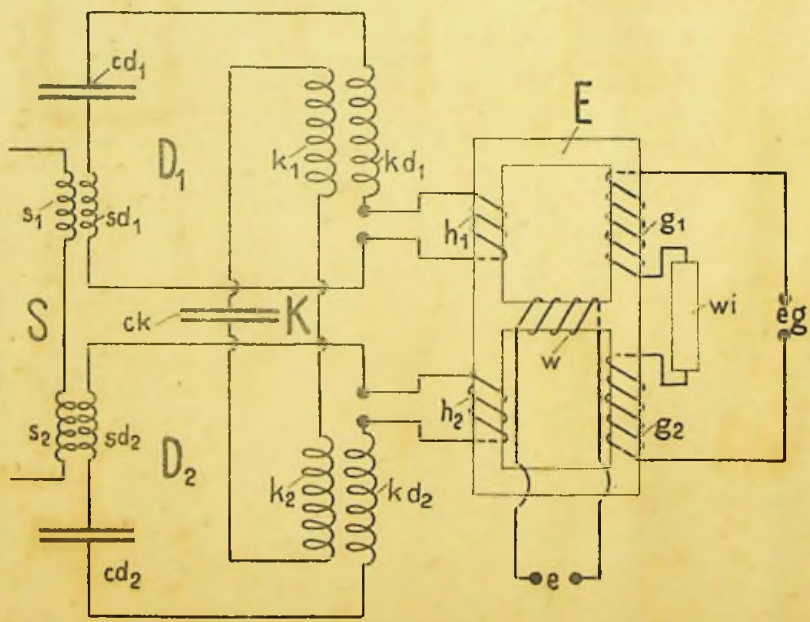 cd₁
E
D₁
k₁
kd₁
s₁
sd₁
h₁
g₁
S
ck
K
w
wi
eg
s₂
sd₂
h₂
g₂
D₂
k₂
kd₂
cd₂
e